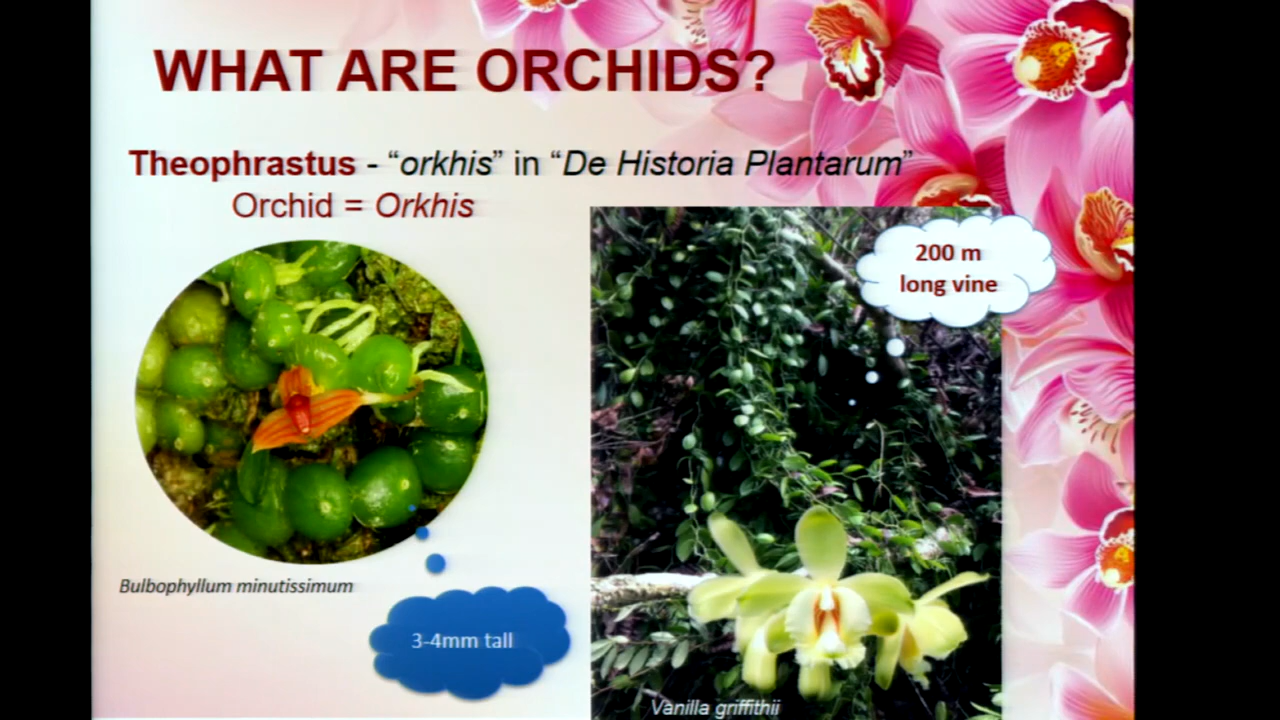 WHAT ARE ORCHIDS?
Theophrastus - “orkhis” in “De Historia Plantarum”
Orchid = Orkhis
200 m
long vine
Bulbophyllum minutissimum
3-4mm tall
Vanilla griffithii